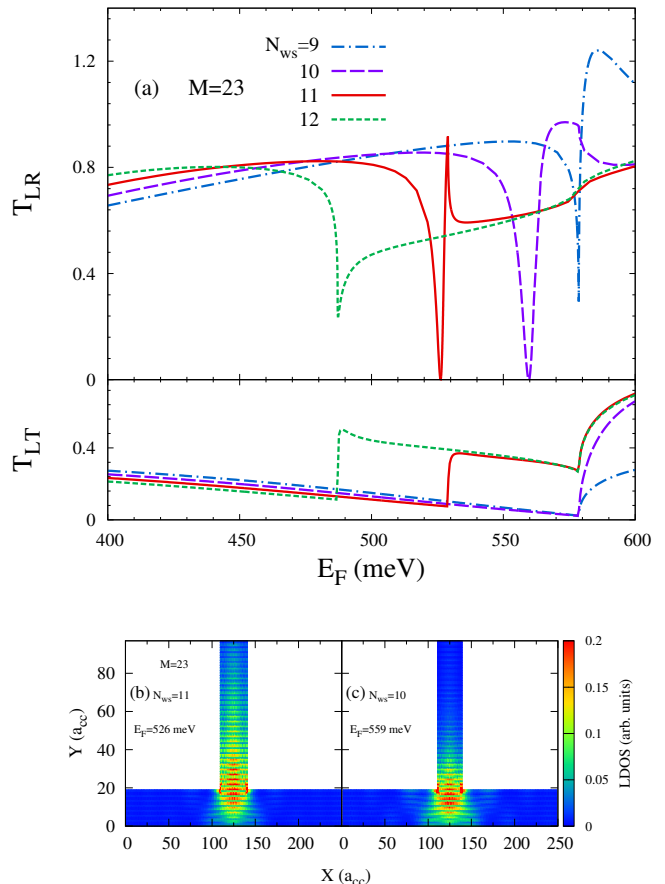 N_ws=9
(a) M=23 10
11
12
1.2
0.8
0.4
0
T_LR
0.4
0
T_LT
400 450 500 550 600
E_F (meV)
M=23
(b) N_ws=11
E_F=526 meV
(c) N_ws=10
E_F=559 meV
80
60
40
20
0
Y (a_cc)
0 50 100 150 200 0 50 100 150 200 250
X (a_cc)
0.2
0.15
0.1
0.05
0
LDOS (arb. units)